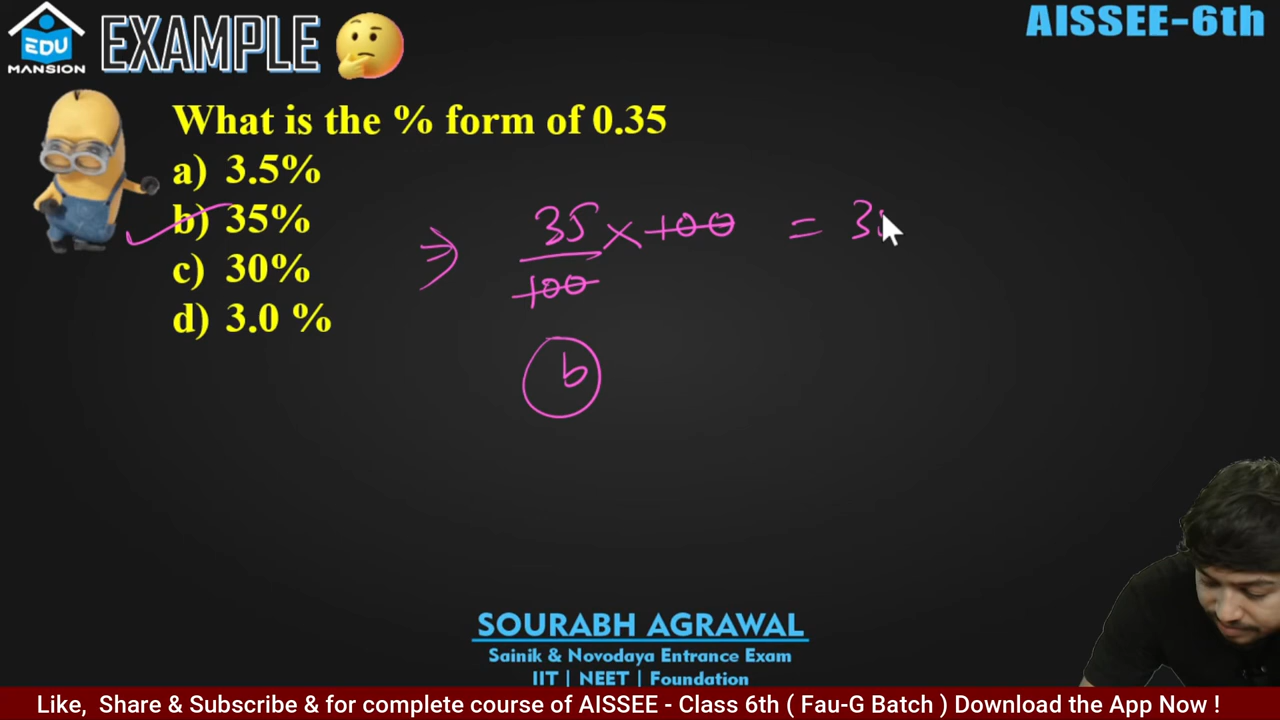 EDU
MANSION
EXAMPLE
AISSEE-6th
What is the % form of 0.35
a) 3.5%
b) 35%
c) 30%
d) 3.0 %
⇒ 35/100 × 100 = 3
b
SOURABH AGRAWAL
Sainik & Novodaya Entrance Exam
IIT | NEET | Foundation
Like, Share & Subscribe & for complete course of AISSEE - Class 6th ( Fau-G Batch ) Download the App Now !